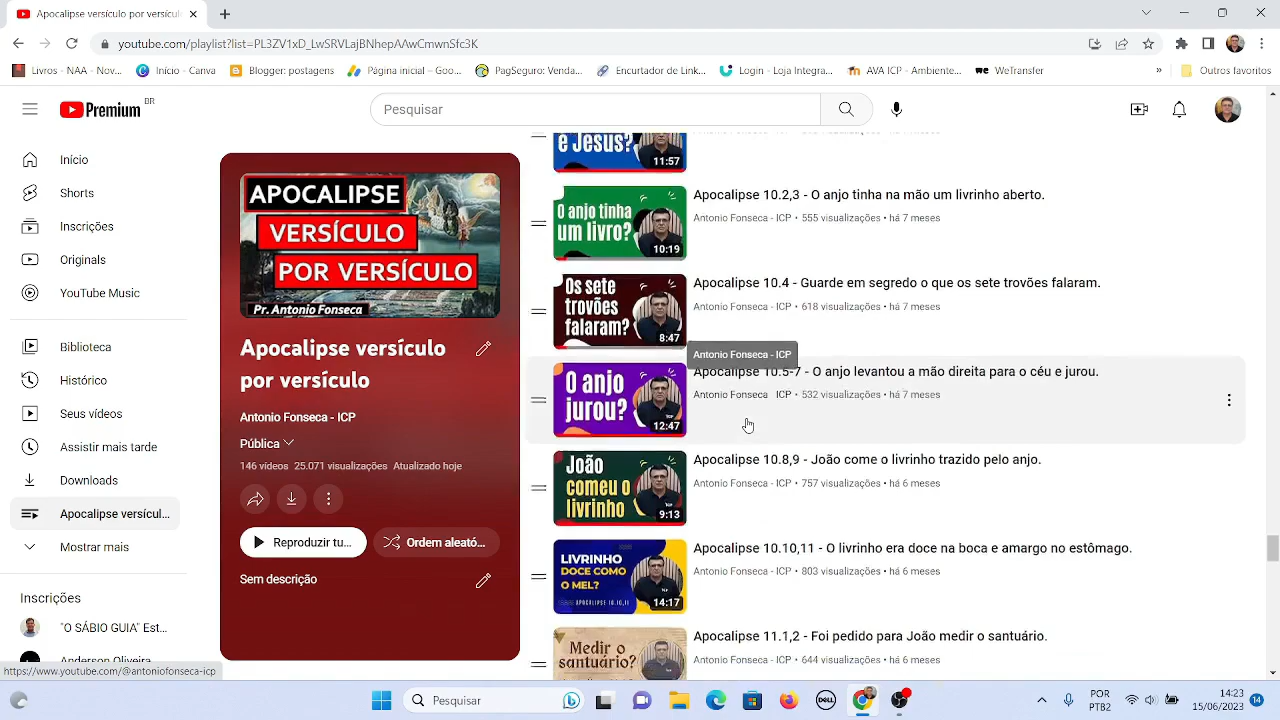 Apocalipse versículo por versícu
youtube.com/playlist?list=PL3ZV1xD_LwSRVLajBNhepAAwCmwnSfc3K
Livros - NAA - Nov...
Início - Canva
Blogger: postagens
Página inicial – Goo...
PagSeguro: Venda...
Encurtador de Link...
Login - Loja Integra...
AVA ICP - Ambiente...
WeTransfer
»
Outros favoritos
Premium BR
Pesquisar
Início
Shorts
Inscrições
Originals
YouTube Music
Biblioteca
Histórico
Seus vídeos
Assistir mais tarde
Downloads
Apocalipse versícul...
Mostrar mais
Inscrições
"O SÁBIO GUIA" Est...
Anderson Oliveira
https://www.youtube.com/@antoniofonseca-icp
APOCALIPSE
VERSÍCULO
POR VERSÍCULO
Pr. Antonio Fonseca
Apocalipse versículo
por versículo
Antonio Fonseca - ICP
Pública
146 vídeos 25.071 visualizações Atualizado hoje
Reproduzir tu...
Ordem aleató...
Sem descrição
e Jesus?
11:57
O anjo tinha
um livro?
10:19
Apocalipse 10.2,3 - O anjo tinha na mão um livrinho aberto.
Antonio Fonseca - ICP • 555 visualizações • há 7 meses
Os sete
trovões
falaram?
8:47
Apocalipse 10.4 - Guarde em segredo o que os sete trovões falaram.
618 visualizações • há 7 meses
Antonio Fonseca - ICP
O anjo
jurou?
12:47
Apocalipse 10.5-7 - O anjo levantou a mão direita para o céu e jurou.
Antonio Fonseca ICP • 532 visualizações • há 7 meses
João
comeu o
livrinho
9:13
Apocalipse 10.8,9 - João come o livrinho trazido pelo anjo.
Antonio Fonseca - ICP • 757 visualizações • há 6 meses
LIVRINHO
DOCE COMO
O MEL?
APOCALIPSE 10.10,11
14:17
Apocalipse 10.10,11 - O livrinho era doce na boca e amargo no estômago.
Antonio Fonseca - ICP • 803 visualizações • há 6 meses
Medir o
santuário?
Apocalipse 11.1,2 - Foi pedido para João medir o santuário.
Antonio Fonseca - ICP • 644 visualizações • há 6 meses
Pesquisar
DELL
POR
PTB2
14:23
15/06/2023
14